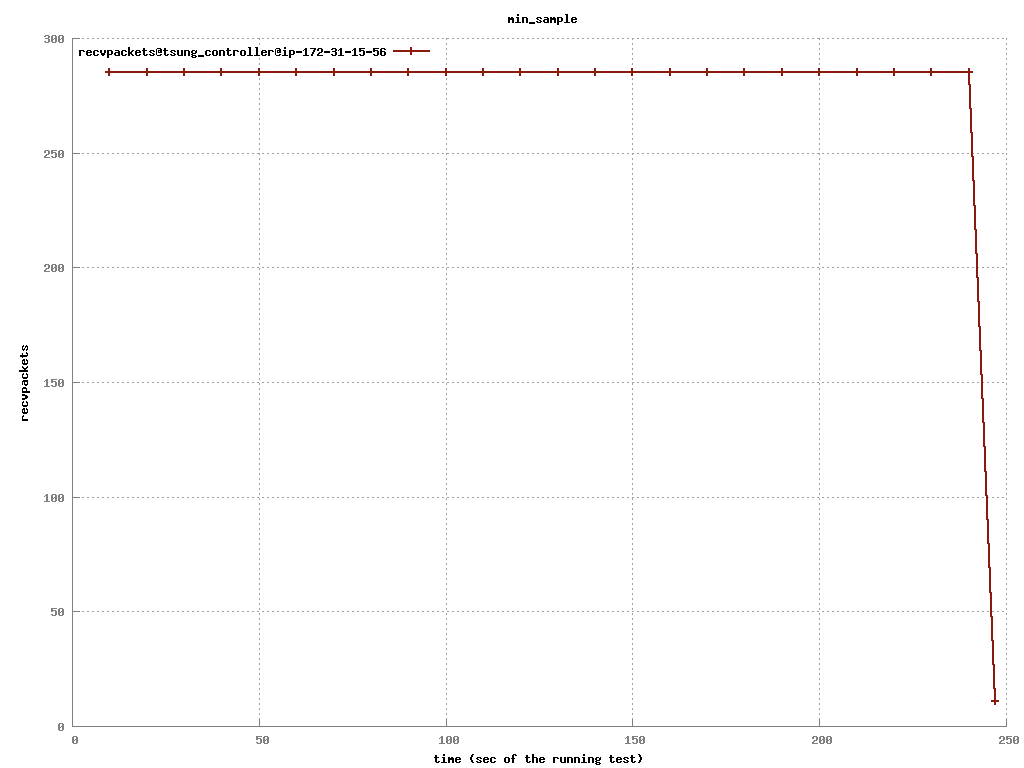 min_sample
300
recvpackets@tsung_controller@ip-172-31-15-56
250
200
recvpackets
150
100
50
0
0 50 100 150 200 250
time (sec of the running test)